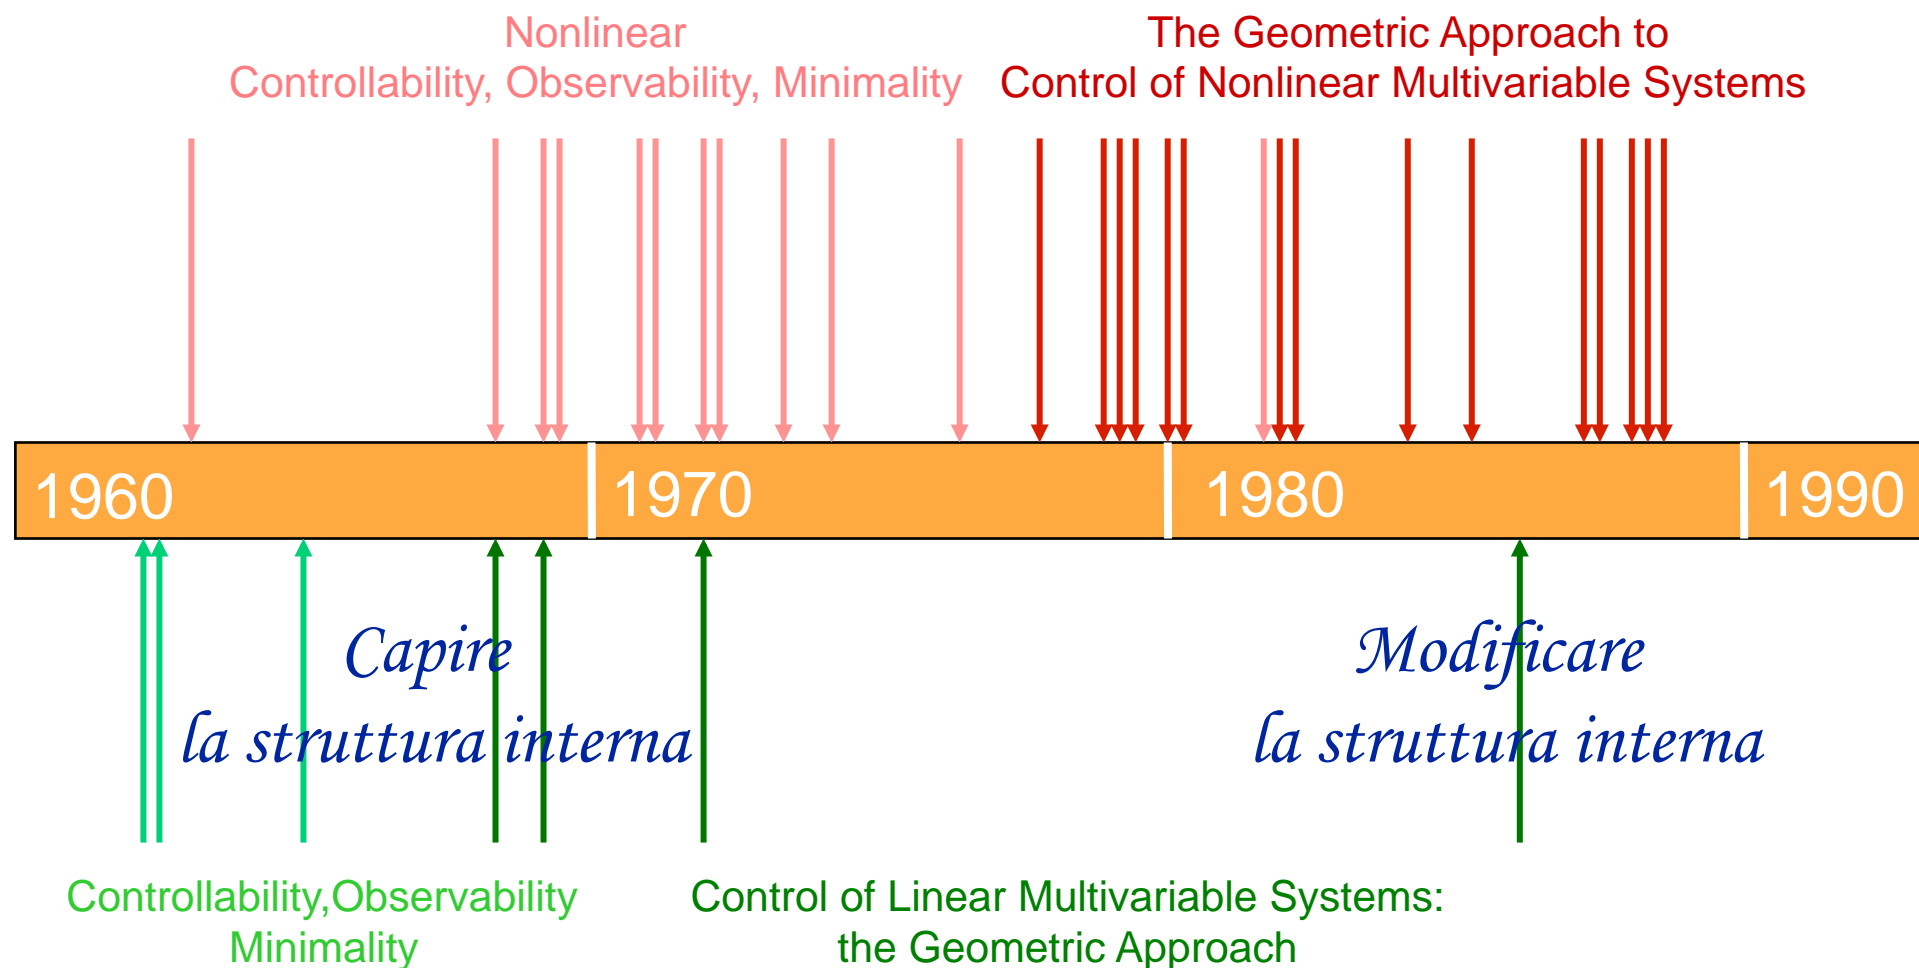 Nonlinear
Controllability, Observability, Minimality
The Geometric Approach to
Control of Nonlinear Multivariable Systems
1960
1970
1980
1990
Capire
la struttura interna
Modificare
la struttura interna
Controllability,Observability
Minimality
Control of Linear Multivariable Systems:
the Geometric Approach